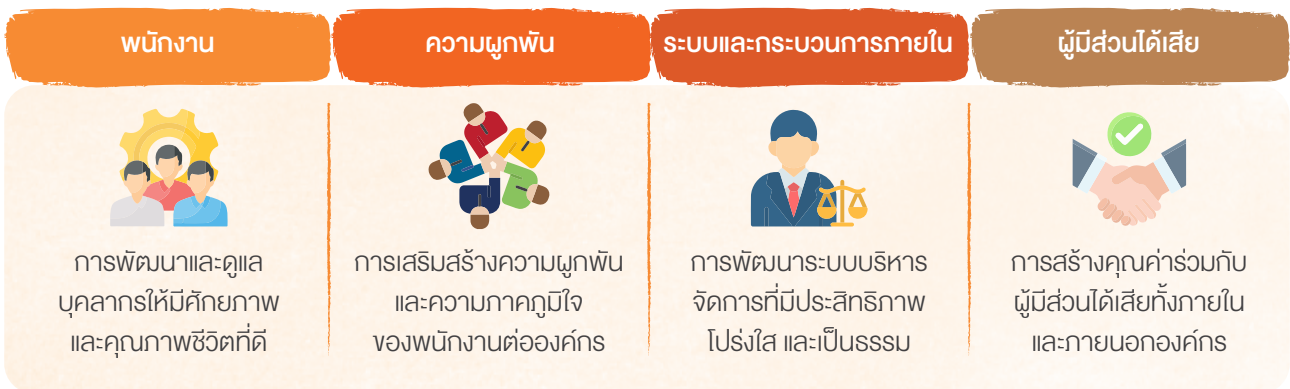 พนักงาน
ความผูกพัน
ระบบและกระบวนการภายใน
ผู้มีส่วนได้เสีย
การพัฒนาและดูแล
บุคลากรให้มีศักยภาพ
และคุณภาพชีวิตที่ดี
การเสริมสร้างความผูกพัน
และความภาคภูมิใจ
ของพนักงานต่อองค์กร
การพัฒนาระบบบริหาร
จัดการที่มีประสิทธิภาพ
โปร่งใส และเป็นธรรม
การสร้างคุณค่าร่วมกับ
ผู้มีส่วนได้เสียทั้งภายใน
และภายนอกองค์กร